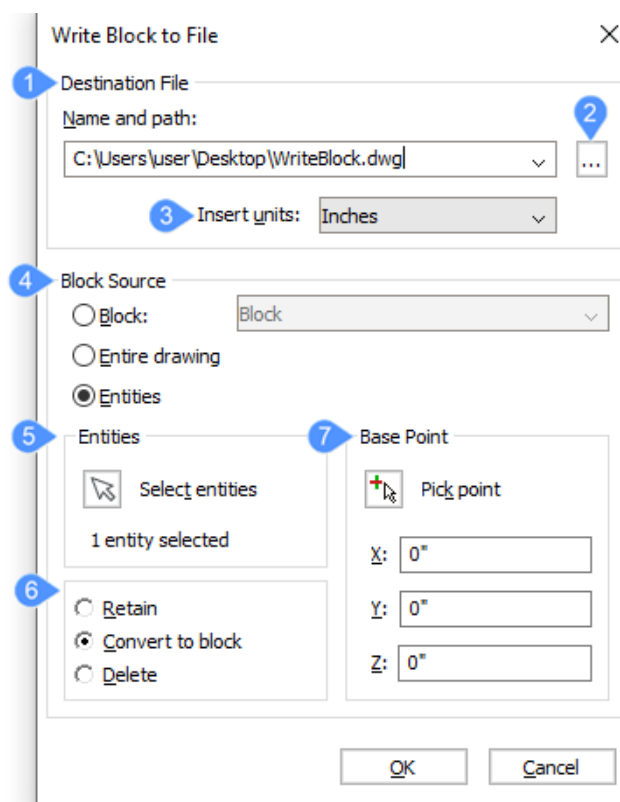 Write Block to File
1 Destination File
Name and path:
2
C:\Users\user\Desktop\WriteBlock.dwg
...
3 Insert units: Inches
4 Block Source
Block: Block
Entire drawing
Entities
5 Entities
Select entities
1 entity selected
6
Retain
Convert to block
Delete
7 Base Point
Pick point
X: 0"
Y: 0"
Z: 0"
OK Cancel